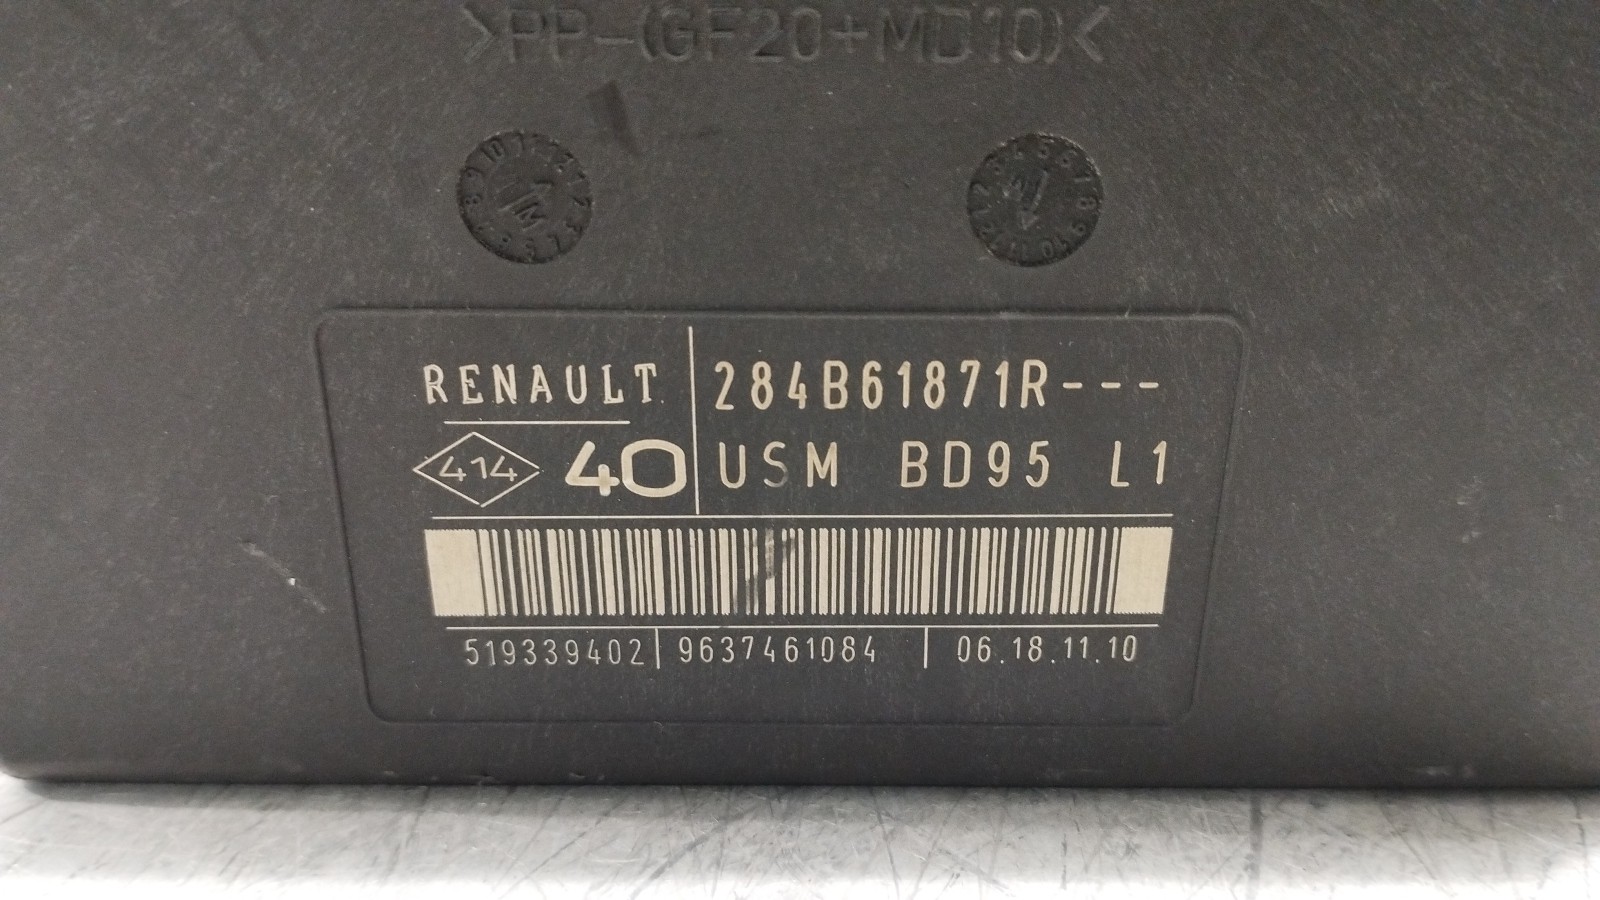 >PP-(GF20+MD10)<
RENAULT 284B61871R---
414 40 USM BD95 L1
519339402 9637461084 06.18.11.10